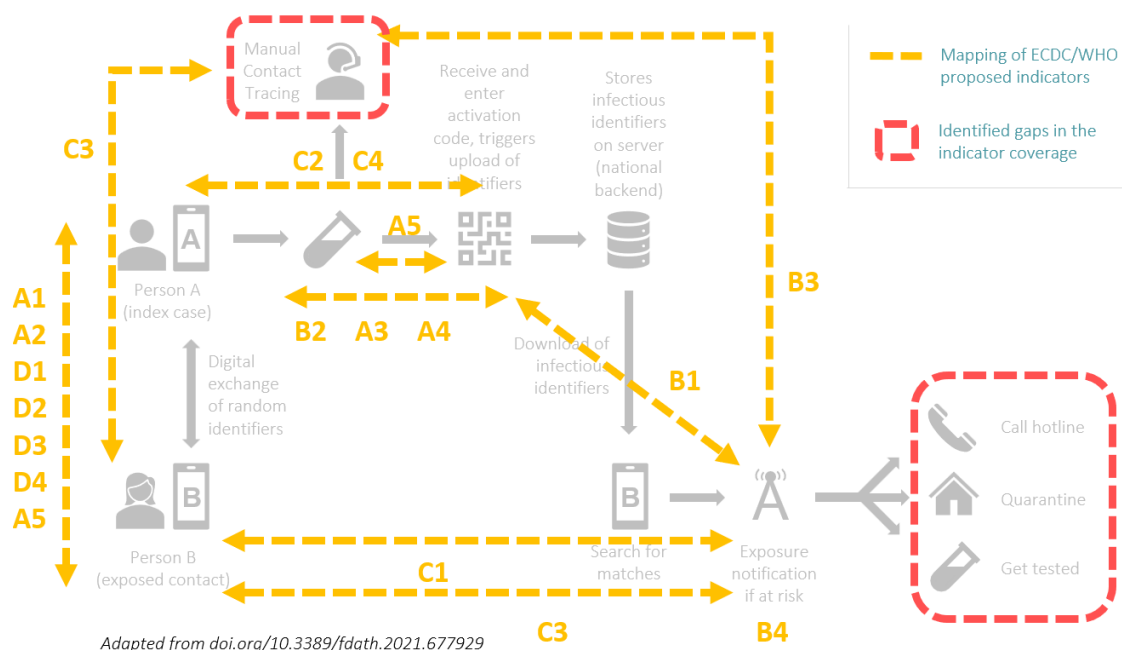 Manual
Contact
Tracing
Receive and
enter
activation
code, triggers
upload of
identifiers
Stores
infectious
identifiers
on server
(national
backend)
Mapping of ECDC/WHO
proposed indicators
Identified gaps in the
indicator coverage
C3
C2
C4
A
A5
Person A
(index case)
B2
A3
A4
B3
A1
A2
D1
D2
D3
D4
A5
Digital
exchange
of random
identifiers
Download of
infectious
identifiers
B1
Call hotline
Quarantine
Get tested
B
B
Person B
(exposed contact)
Search for
matches
Exposure
notification
if at risk
C1
C3
B4
Adapted from doi.org/10.3389/fdgth.2021.677929